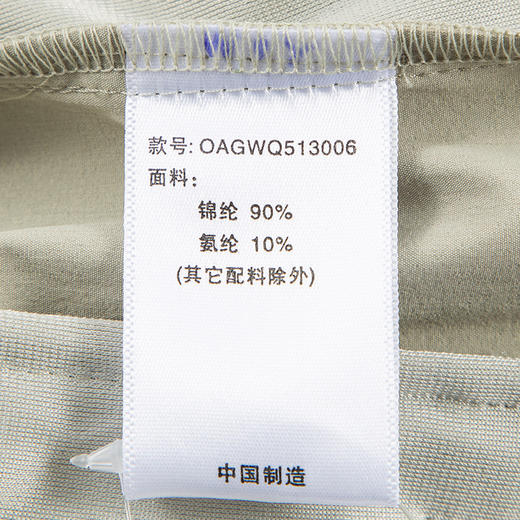 款号: OAGWQ513006
面料:
锦纶 90%
氨纶 10%
(其它配料除外)
中国制造